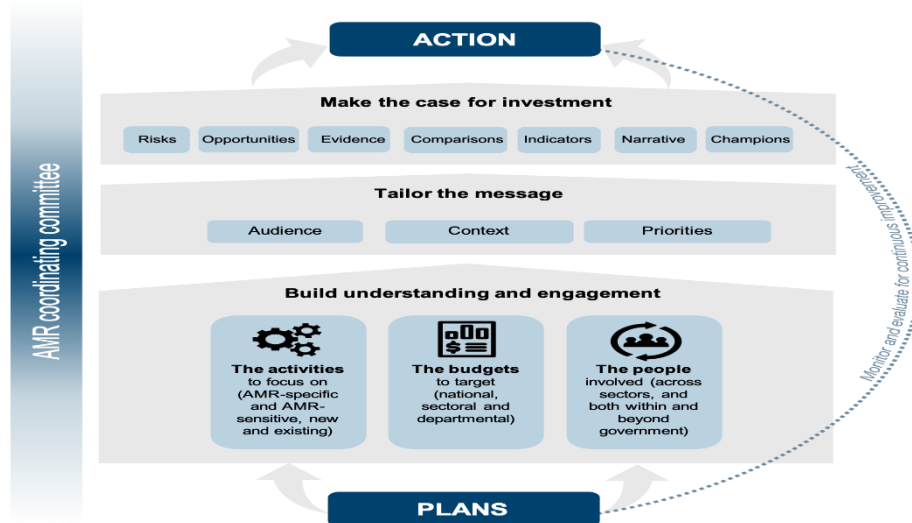 ACTION
Make the case for investment
Risks
Opportunities
Evidence
Comparisons
Indicators
Narrative
Champions
Tailor the message
Audience
Context
Priorities
Build understanding and engagement
The activities
to focus on
(AMR-specific
and AMR-
sensitive, new
and existing)
The budgets
to target
(national,
sectoral and
departmental)
The people
involved (across
sectors, and
both within and
beyond
government)
PLANS
AMR coordinating committee
Monitor and evaluate for continuous improvement